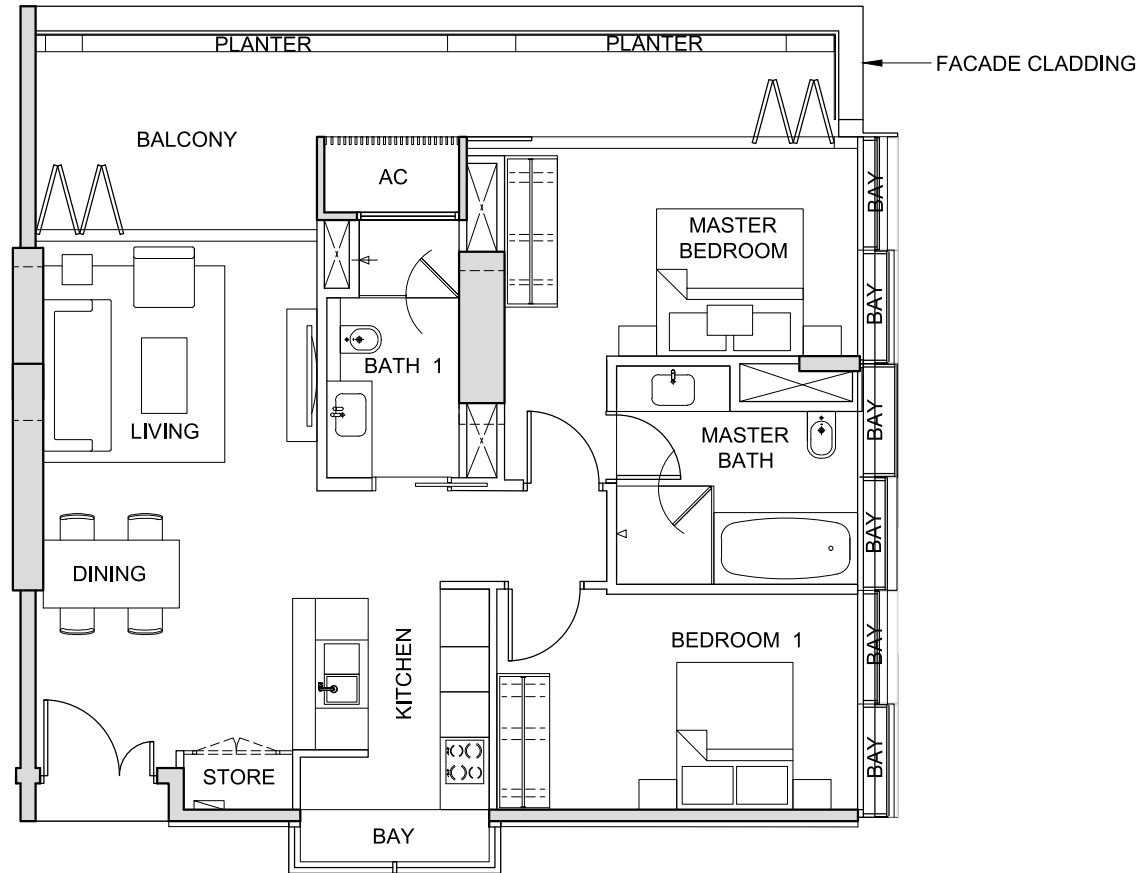 PLANTER
PLANTER
FACADE CLADDING
BALCONY
AC
BAY
MASTER
BEDROOM
BAY
BATH 1
LIVING
BAY
MASTER
BATH
BAY
DINING
BEDROOM 1
BAY
KITCHEN
STORE
BAY
BAY